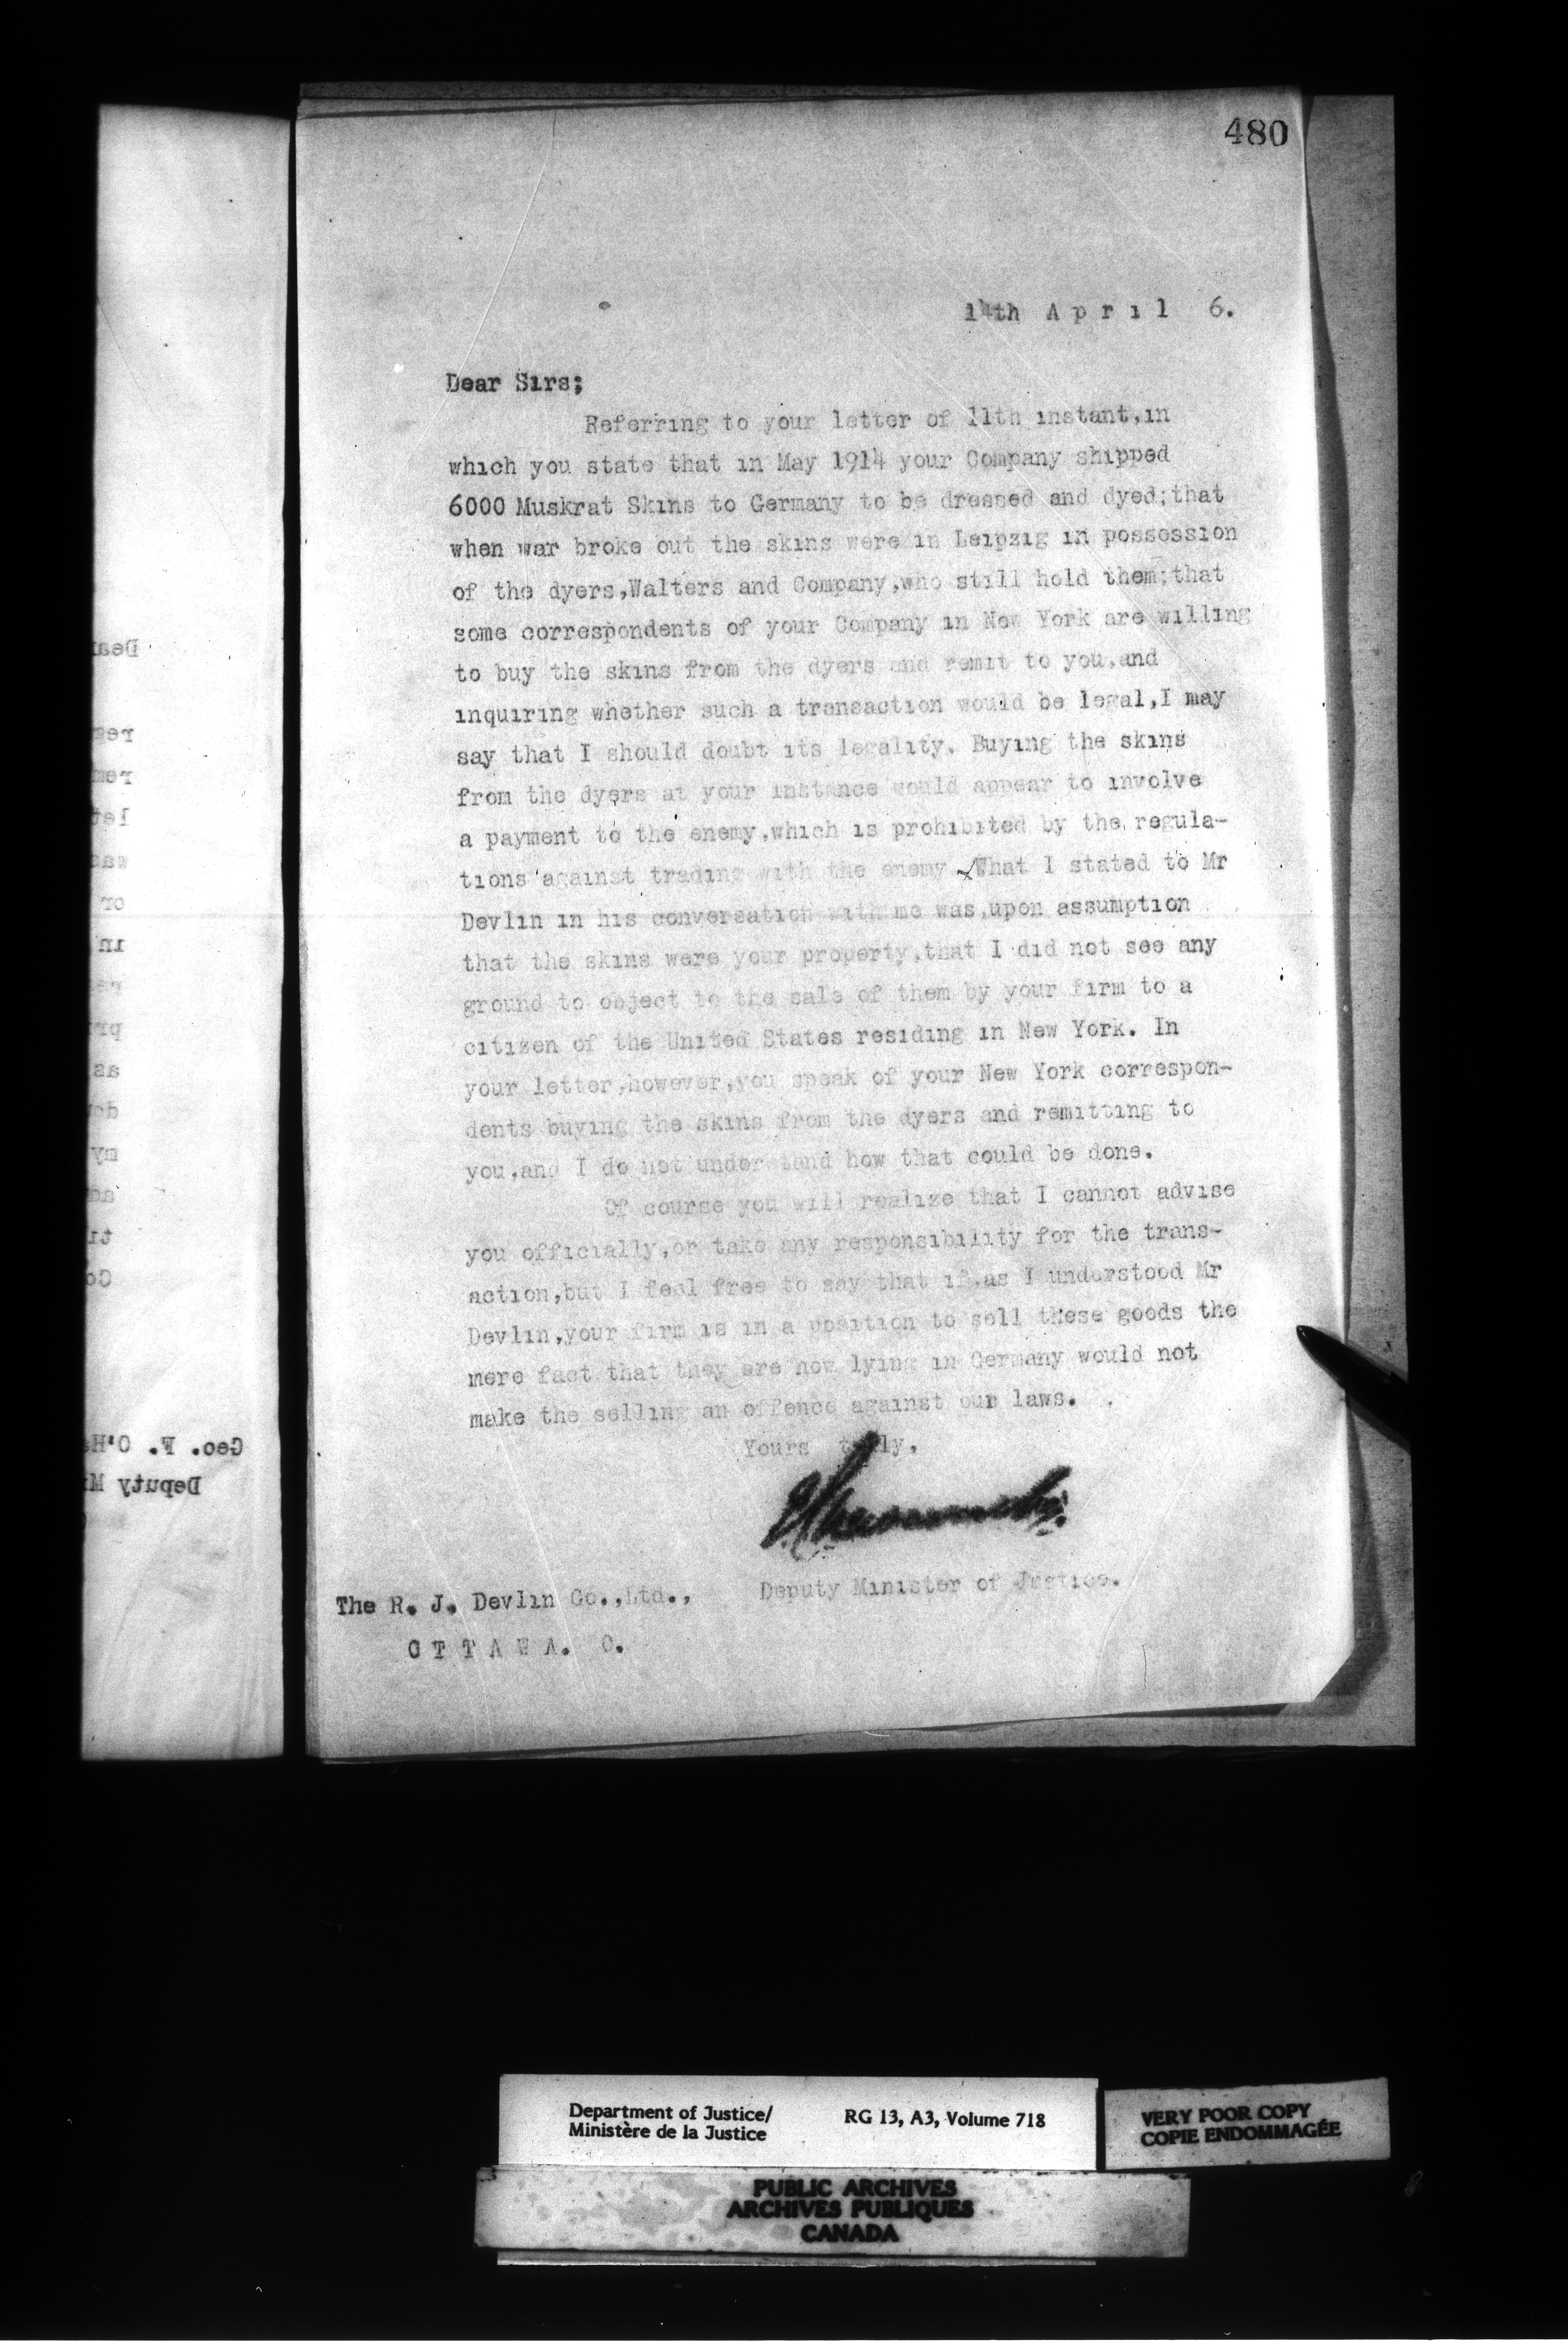 480
14th April 6.
Dear Sirs;
Referring to your letter of 11th instant,in
which you state that in May 1914 your Company shipped
6000 Muskrat Skins to Germany to be dressed and dyed;that
when war broke out the skins were in Leipzig in possession
of the dyers,Walters and Company,who still hold them;that
some correspondents of your Company in New York are willing
to buy the skins from the dyers and remit to you,and
inquiring whether such a transaction would be legal,I may
say that I should doubt its legality. Buying the skins
from the dyers at your instance would appear to involve
a payment to the enemy,which is prohibited by the regula-
tions against trading with the enemy. What I stated to Mr
Devlin in his conversation with me was,upon assumption
that the skins were your property,that I did not see any
ground to object to the sale of them by your firm to a
citizen of the United States residing in New York. In
your letter,however,you speak of your New York correspon-
dents buying the skins from the dyers and remitting to
you,and I do not understand how that could be done.
Of course you will realize that I cannot advise
you officially,or take any responsibility for the trans-
action,but I feel free to say that if,as I understood Mr
Devlin,your firm is in a position to sell these goods the
mere fact that they are now lying in Germany would not
make the selling an offence against our laws.
Yours truly,
Deputy Minister of Justice.
The R. J. Devlin Co.,Ltd.,
O T T A W A. O.
Geo. F. O'H
Deputy M
Department of Justice/
Ministère de la Justice
RG 13, A3, Volume 718
VERY POOR COPY
COPIE ENDOMMAGÉE
PUBLIC ARCHIVES
ARCHIVES PUBLIQUES
CANADA